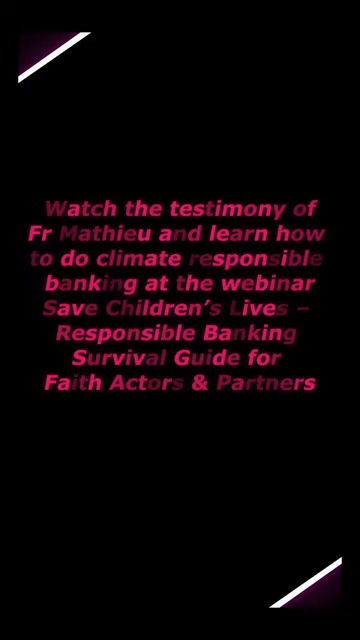 Watch the testimony of
Fr Mathieu and learn how
to do climate responsible
banking at the webinar
Save Children’s Lives –
Responsible Banking
Survival Guide for
Faith Actors & Partners